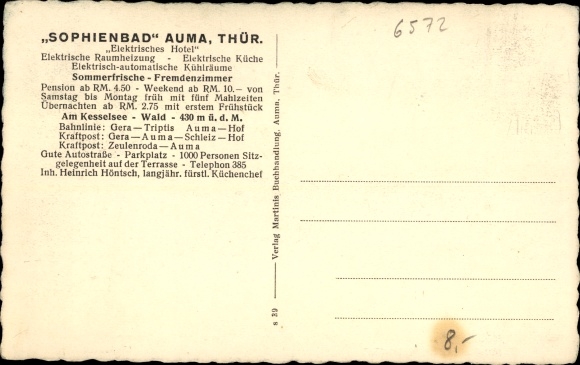 „SOPHIENBAD“ AUMA, THÜR.
„Elektrisches Hotel“
Elektrische Raumheizung - Elektrische Küche
Elektrisch-automatische Kühlräume
Sommerfrische - Fremdenzimmer
Pension ab RM. 4.50 - Weekend ab RM. 10.— von
Samstag bis Montag früh mit fünf Mahlzeiten
Übernachten ab RM. 2.75 mit erstem Frühstück
Am Kesselsee - Wald - 430 m ü. d. M.
Bahnlinie: Gera—Triptis Auma—Hof
Kraftpost: Gera—Auma—Schleiz—Hof
Kraftpost: Zeulenroda—Auma
Gute Autostraße - Parkplatz - 1000 Personen Sitz-
gelegenheit auf der Terrasse - Telephon 385
Inh. Heinrich Höntsch, langjähr. fürstl. Küchenchef
s 39 — Verlag Martinis Buchhandlung, Auma, Thür.
6572
8,-